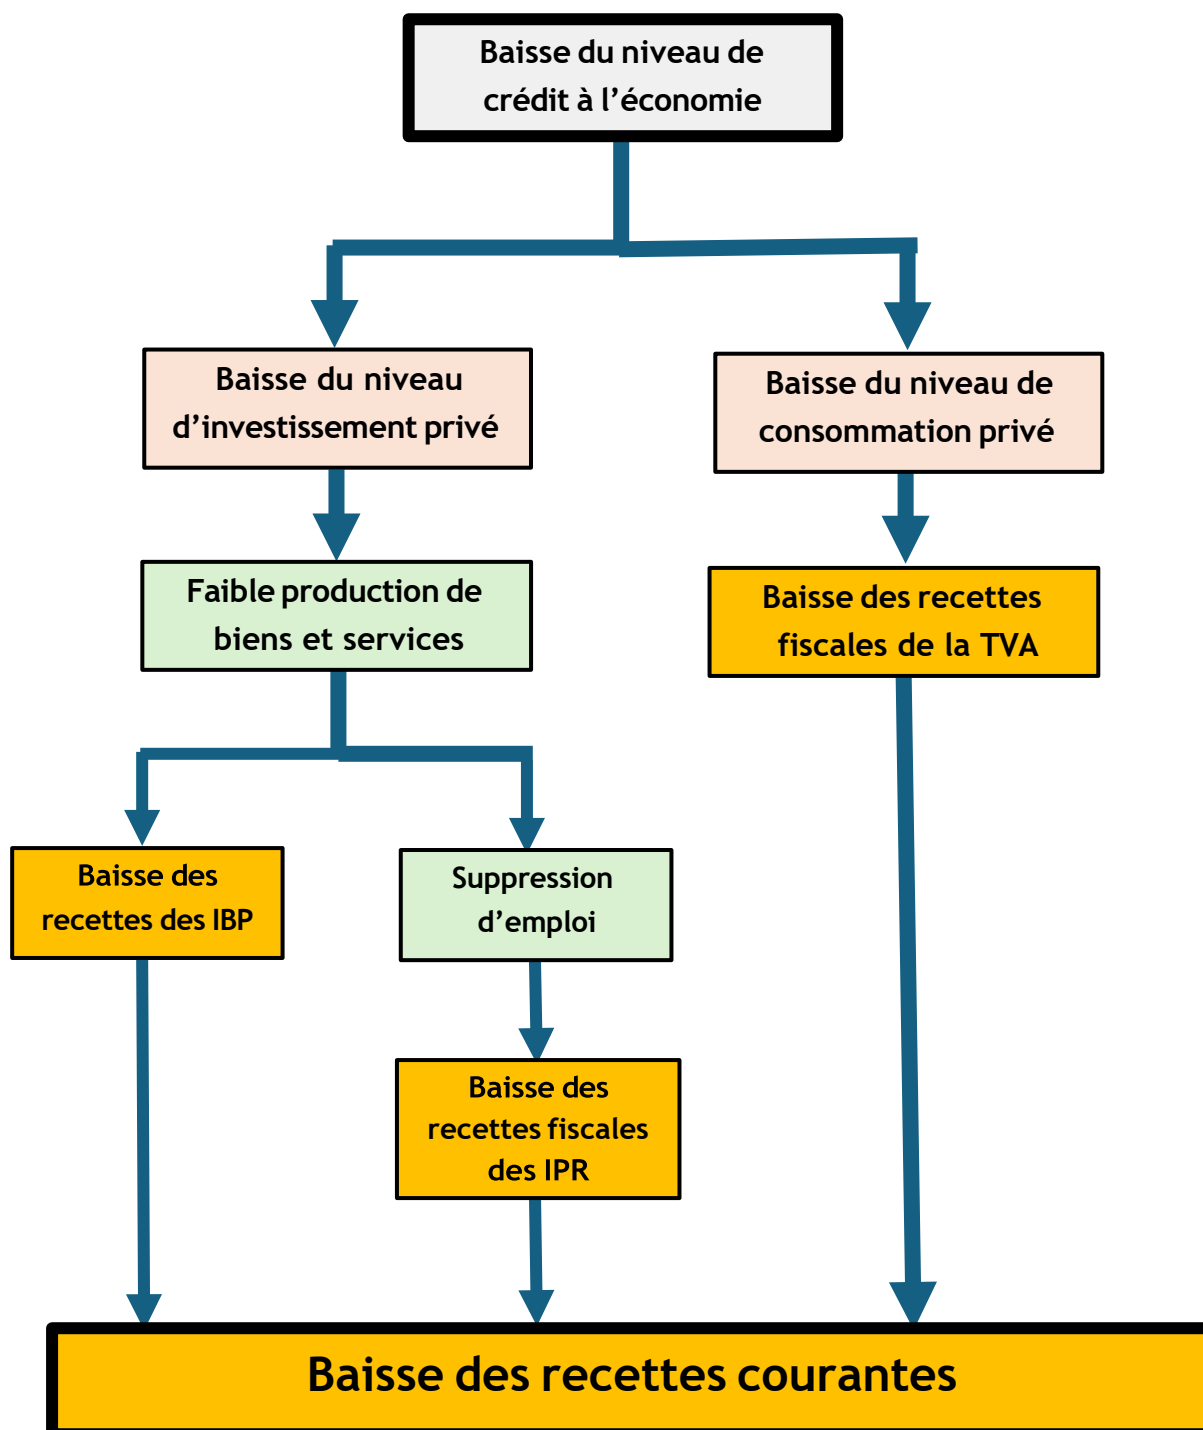 Baisse du niveau de
crédit à l’économie
Baisse du niveau
d’investissement privé
Baisse du niveau de
consommation privé
Faible production de
biens et services
Baisse des recettes
fiscales de la TVA
Baisse des
recettes des IBP
Suppression
d’emploi
Baisse des
recettes fiscales
des IPR
Baisse des recettes courantes